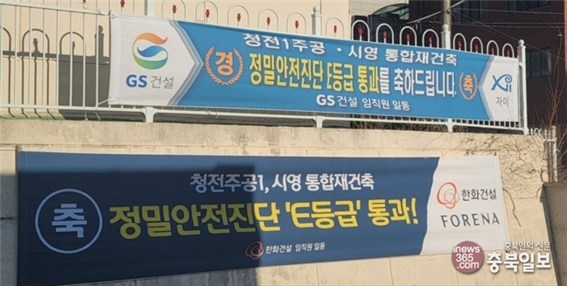 GS건설
청전1주공 · 시영 통합재건축
경 정밀안전진단 E등급 통과를 축하드립니다. 축
GS건설 임직원 일동
Xi
자이
청전주공1, 시영 통합재건축
축 정밀안전진단 'E등급' 통과!
한화건설 임직원 일동
한화건설
FORENA
inews
365.com
충북일보